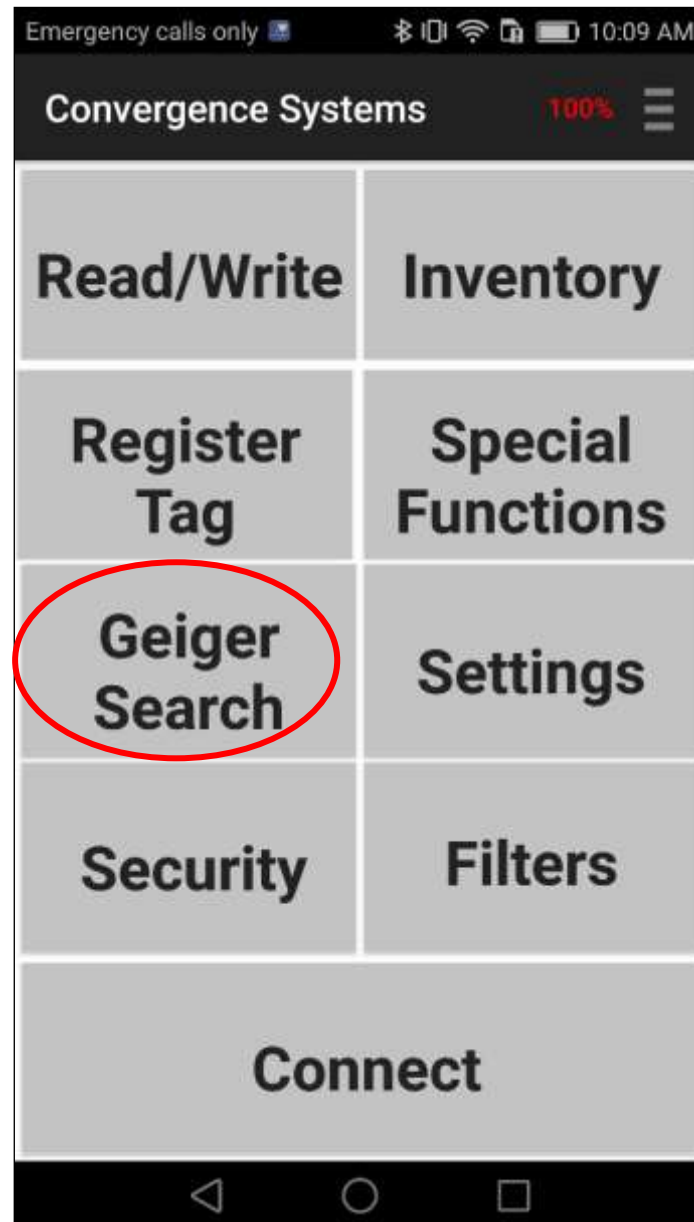 Emergency calls only 10:09 AM
Convergence Systems 100%
Read/Write
Inventory
Register
Tag
Special
Functions
Geiger
Search
Settings
Security
Filters
Connect